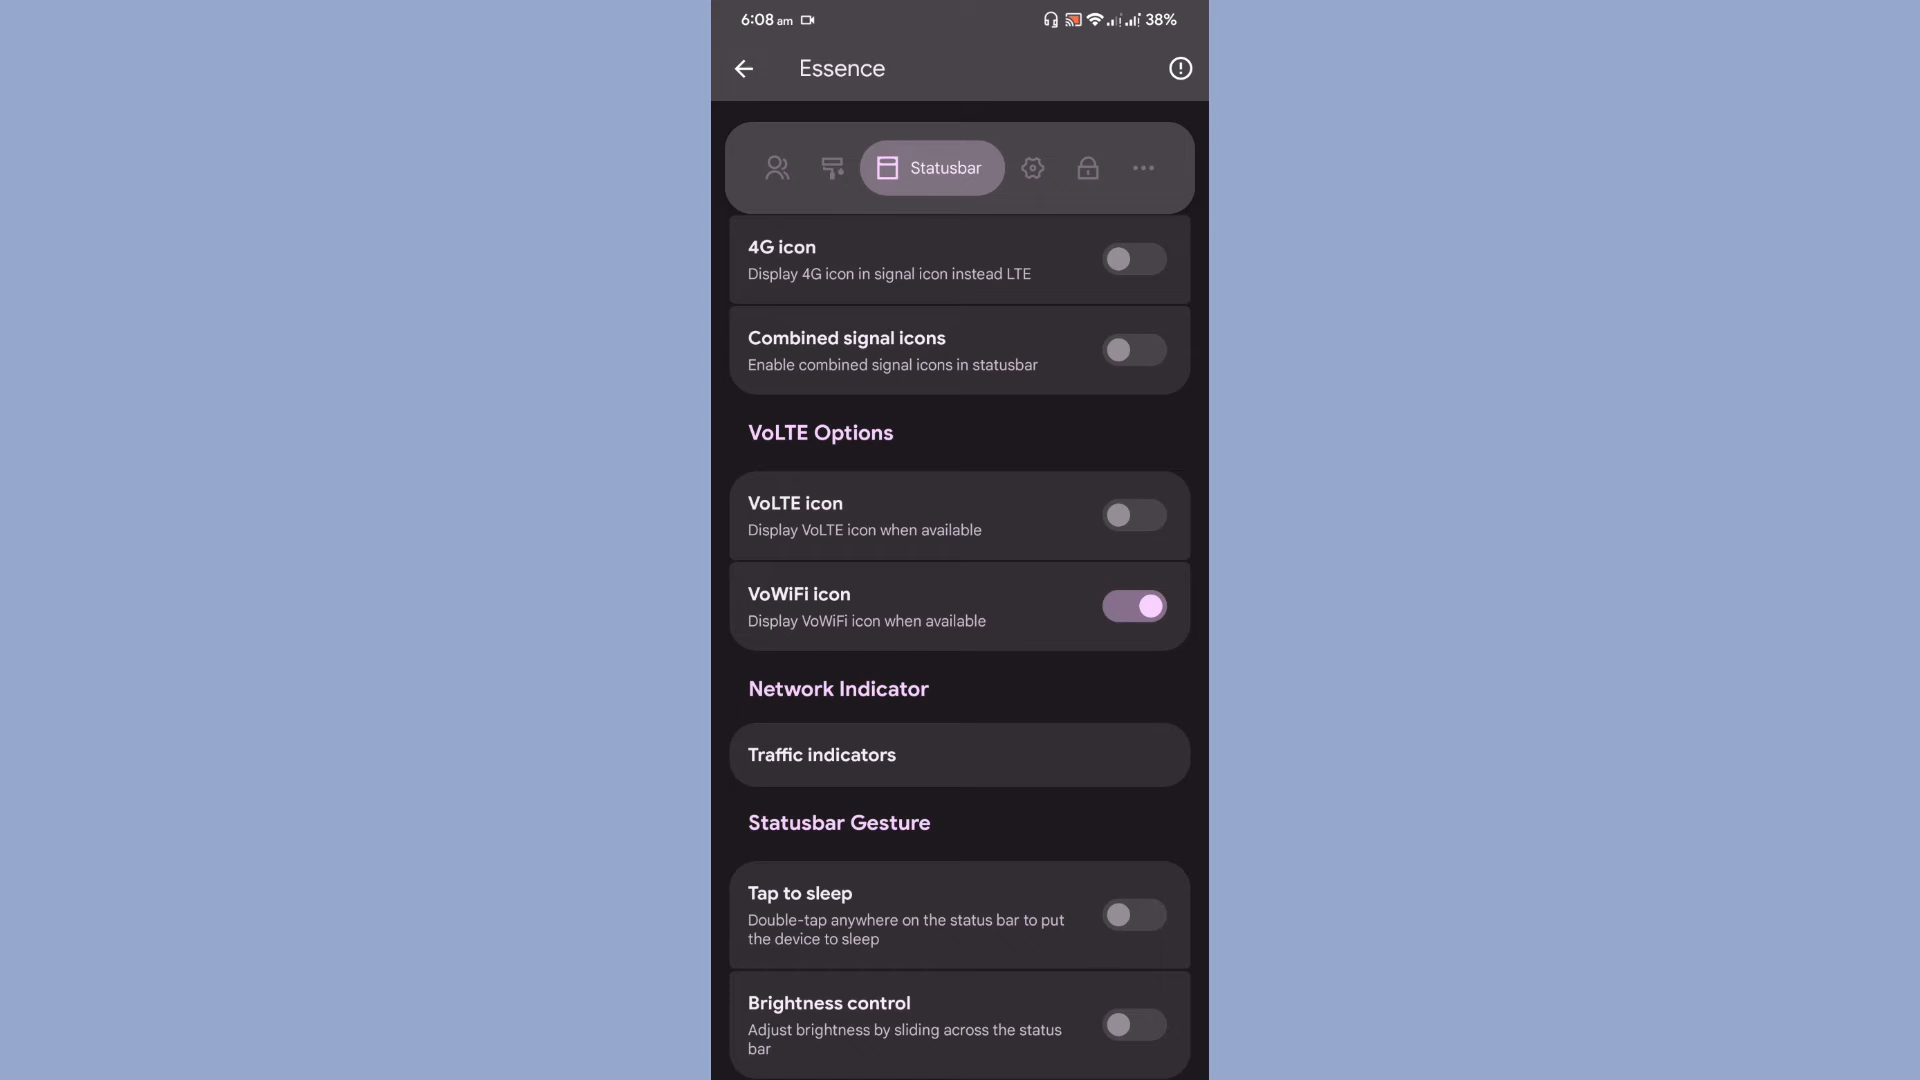 6:08 am 38%
Essence
Statusbar
4G icon
Display 4G icon in signal icon instead LTE
Combined signal icons
Enable combined signal icons in statusbar
VoLTE Options
VoLTE icon
Display VoLTE icon when available
VoWiFi icon
Display VoWiFi icon when available
Network Indicator
Traffic indicators
Statusbar Gesture
Tap to sleep
Double-tap anywhere on the status bar to put
the device to sleep
Brightness control
Adjust brightness by sliding across the status
bar